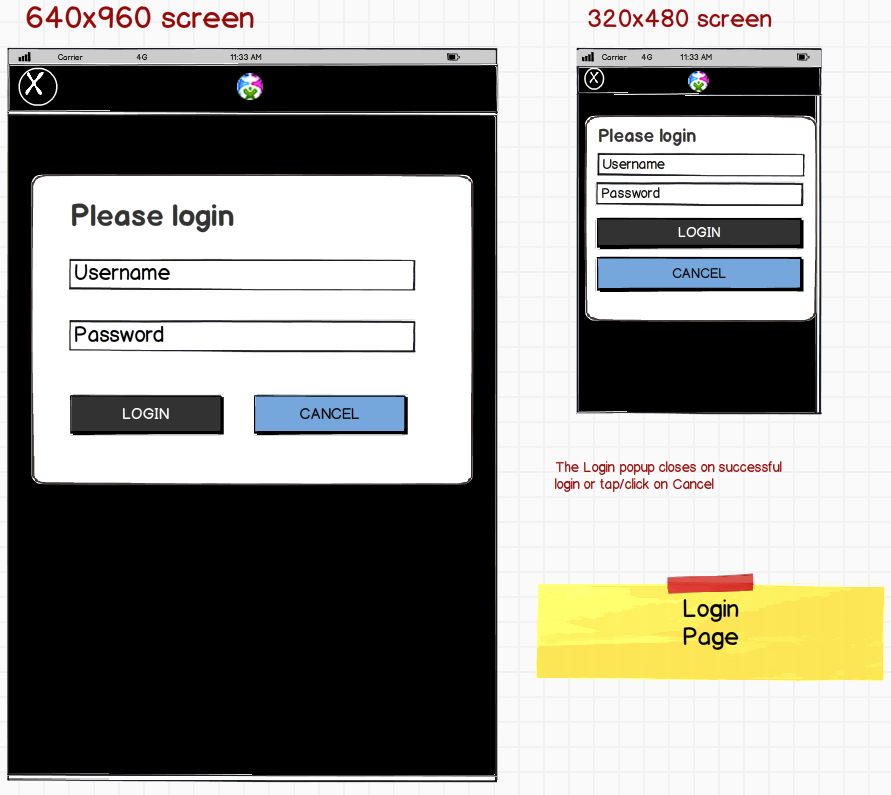 640x960 screen
Carrier 4G 11:33 AM
X
Please login
Username
Password
LOGIN CANCEL
320x480 screen
Carrier 4G 11:33 AM
X
Please login
Username
Password
LOGIN
CANCEL
The Login popup closes on successful
login or tap/click on Cancel
Login
Page